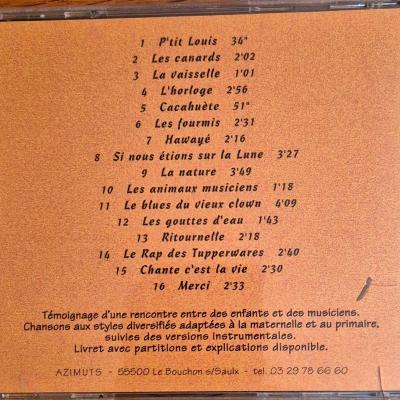 1 P'tit Louis 34"
2 Les canards 2'02
3 La vaisselle 1'01
4 L'horloge 2'56
5 Cacahuète 51"
6 Les fourmis 2'31
7 Hawayé 2'16
8 Si nous étions sur la Lune 3'27
9 La nature 3'49
10 Les animaux musiciens 1'18
11 Le blues du vieux clown 4'09
12 Les gouttes d'eau 1'43
13 Ritournelle 2'18
14 Le Rap des Tupperwares 2'40
15 Chante c'est la vie 2'30
16 Merci 2'33
Témoignage d'une rencontre entre des enfants et des musiciens.
Chansons aux styles diversifiés adaptées à la maternelle et au primaire,
suivies des versions instrumentales.
Livret avec partitions et explications disponible.
AZIMUTS - 55500 Le Bouchon s/Saulx - tel. 03 29 78 66 60